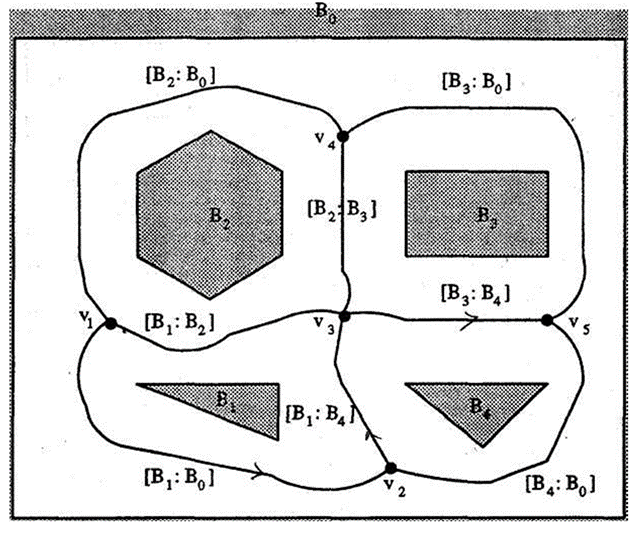 B₀
[B₂: B₀]
[B₃: B₀]
v₄
B₂
[B₂: B₃]
B₃
[B₃: B₄]
v₁
[B₁: B₂]
v₃
v₅
B₁
[B₁: B₄]
B₄
[B₁: B₀]
v₂
[B₄: B₀]